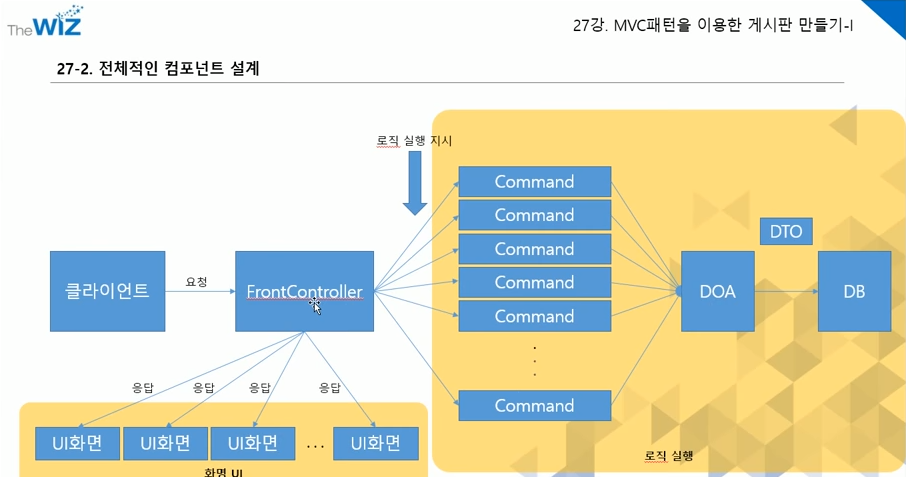 TheWIZ
27강. MVC패턴을 이용한 게시판 만들기-I
27-2. 전체적인 컴포넌트 설계
로직 실행 지시
Command
Command
Command
Command
Command
.
.
.
Command
클라이언트
요청
FrontController
DOA
DTO
DB
응답
응답
응답
응답
UI화면
UI화면
UI화면
...
UI화면
화명 UI
로직 실행